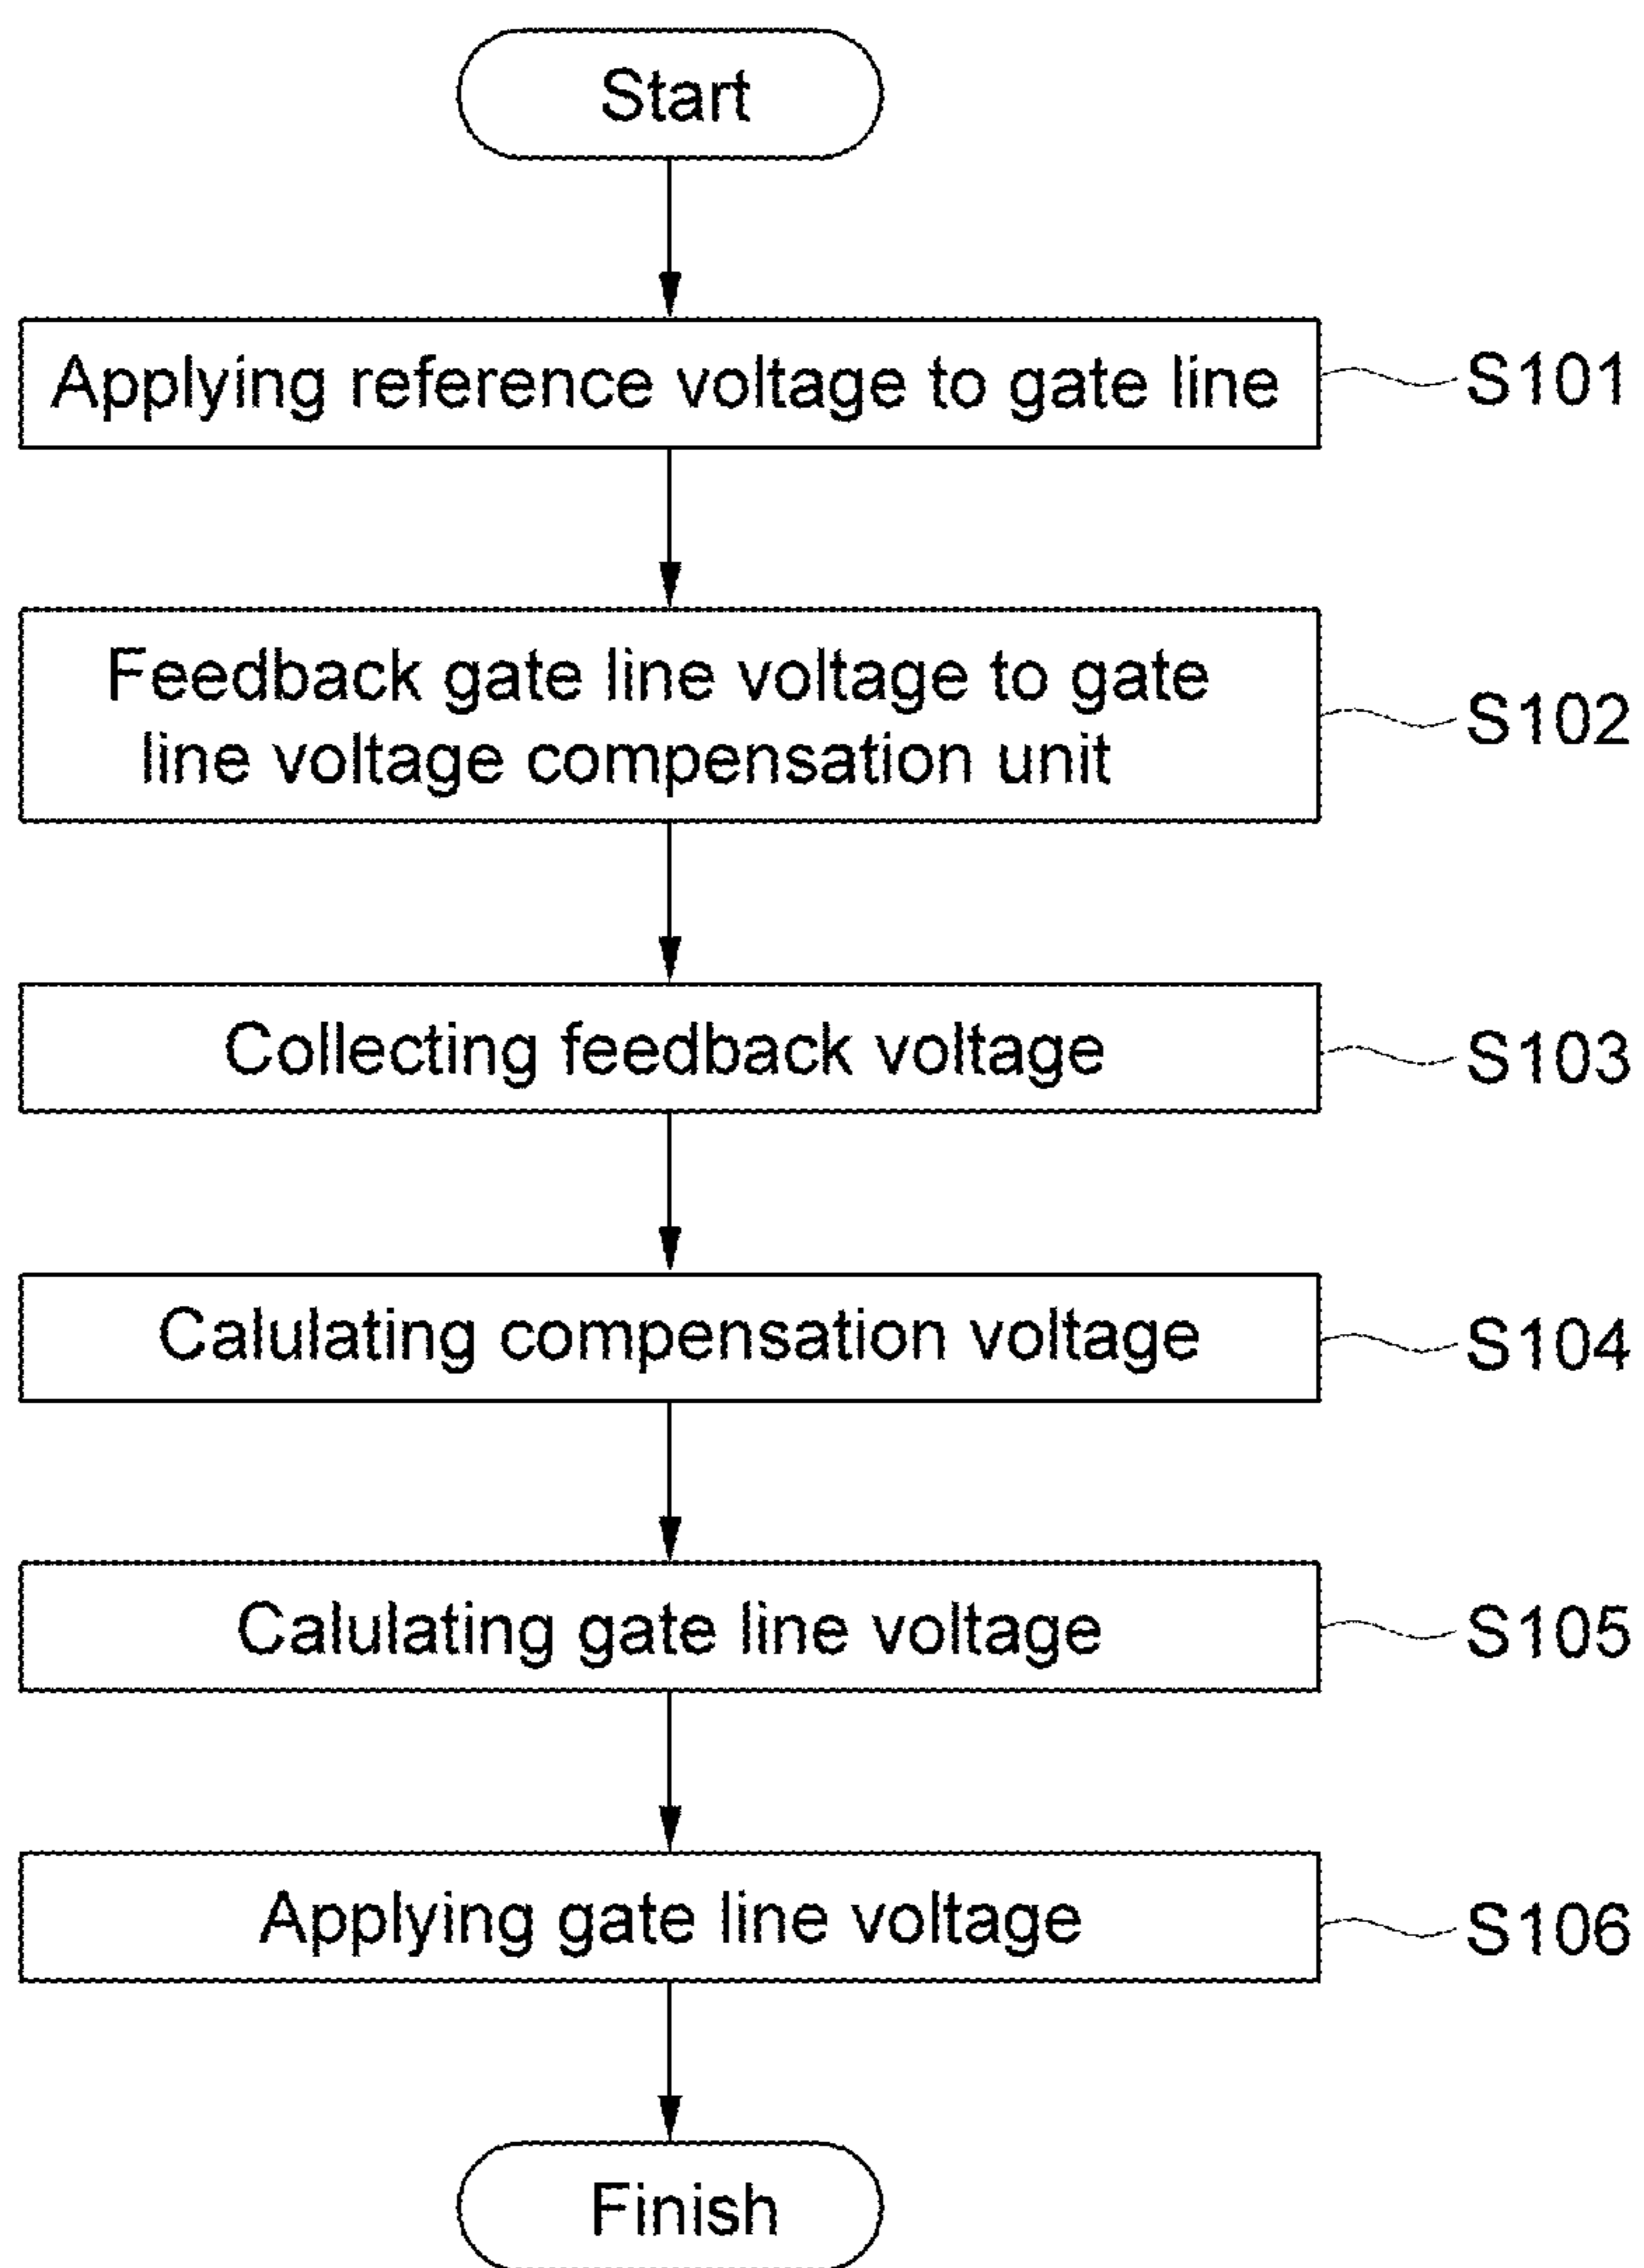 Start
Applying reference voltage to gate line
S101
Feedback gate line voltage to gate
line voltage compensation unit
S102
Collecting feedback voltage
S103
Calulating compensation voltage
S104
Calulating gate line voltage
S105
Applying gate line voltage
S106
Finish